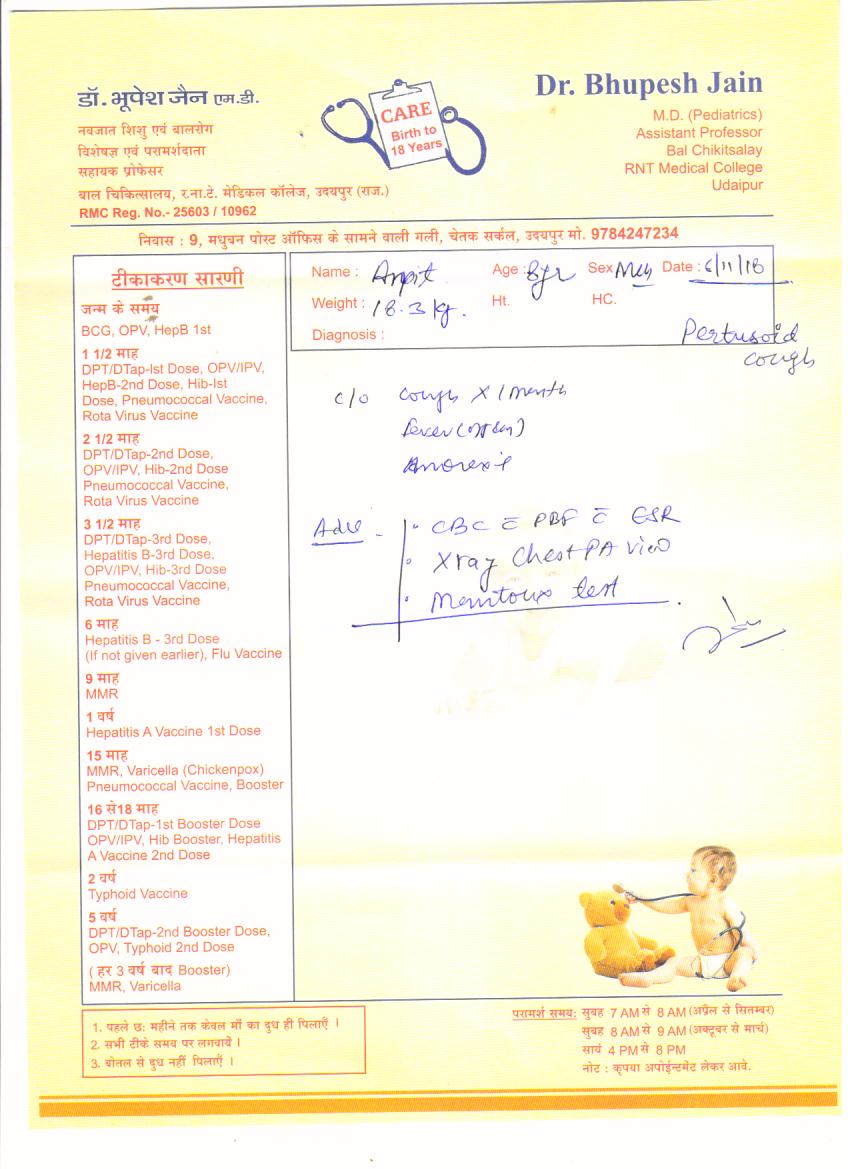 डॉ. भूपेश जैन एम.डी.
नवजात शिशु एवं बालरोग
विशेषज्ञ एवं परामर्शदाता
सहायक प्रोफेसर
बाल चिकित्सालय, र.ना.टे. मेडिकल कॉलेज, उदयपुर (राज.)
RMC Reg. No.- 25603 / 10962
CARE
Birth to
18 Years
Dr. Bhupesh Jain
M.D. (Pediatrics)
Assistant Professor
Bal Chikitsalay
RNT Medical College
Udaipur
निवास : 9, मधुबन पोस्ट ऑफिस के सामने वाली गली, चेतक सर्कल, उदयपुर मो. 9784247234
Name : Arpit Age : 8yr Sex Date : 6/11/18
Weight : 18.3 kg. Ht. HC.
Diagnosis : Pertusoid
cough
c/o cough X 1 month
fever (off & on)
Anorexia
Adv - CBC c̄ PBF c̄ ESR
Xray Chest PA view
Mantoux test
टीकाकरण सारणी
जन्म के समय
BCG, OPV, HepB 1st
1 1/2 माह
DPT/DTap-Ist Dose, OPV/IPV,
HepB-2nd Dose, Hib-Ist
Dose, Pneumococcal Vaccine,
Rota Virus Vaccine
2 1/2 माह
DPT/DTap-2nd Dose,
OPV/IPV, Hib-2nd Dose
Pneumococcal Vaccine,
Rota Virus Vaccine
3 1/2 माह
DPT/DTap-3rd Dose,
Hepatitis B-3rd Dose,
OPV/IPV, Hib-3rd Dose
Pneumococcal Vaccine,
Rota Virus Vaccine
6 माह
Hepatitis B - 3rd Dose
(If not given earlier), Flu Vaccine
9 माह
MMR
1 वर्ष
Hepatitis A Vaccine 1st Dose
15 माह
MMR, Varicella (Chickenpox)
Pneumococcal Vaccine, Booster
16 से18 माह
DPT/DTap-1st Booster Dose
OPV/IPV, Hib Booster, Hepatitis
A Vaccine 2nd Dose
2 वर्ष
Typhoid Vaccine
5 वर्ष
DPT/DTap-2nd Booster Dose,
OPV, Typhoid 2nd Dose
( हर 3 वर्ष बाद Booster)
MMR, Varicella
1. पहले छ: महीने तक केवल माँ का दुध ही पिलाएँ ।
2. सभी टीके समय पर लगवायें ।
3. बोतल से दुध नहीं पिलाएँ ।
परामर्श समय: सुबह 7 AM से 8 AM (अप्रैल से सितम्बर)
सुबह 8 AM से 9 AM (अक्टूबर से मार्च)
सायं 4 PM से 8 PM
नोट : कृपया अपोईन्टमेंट लेकर आवे.